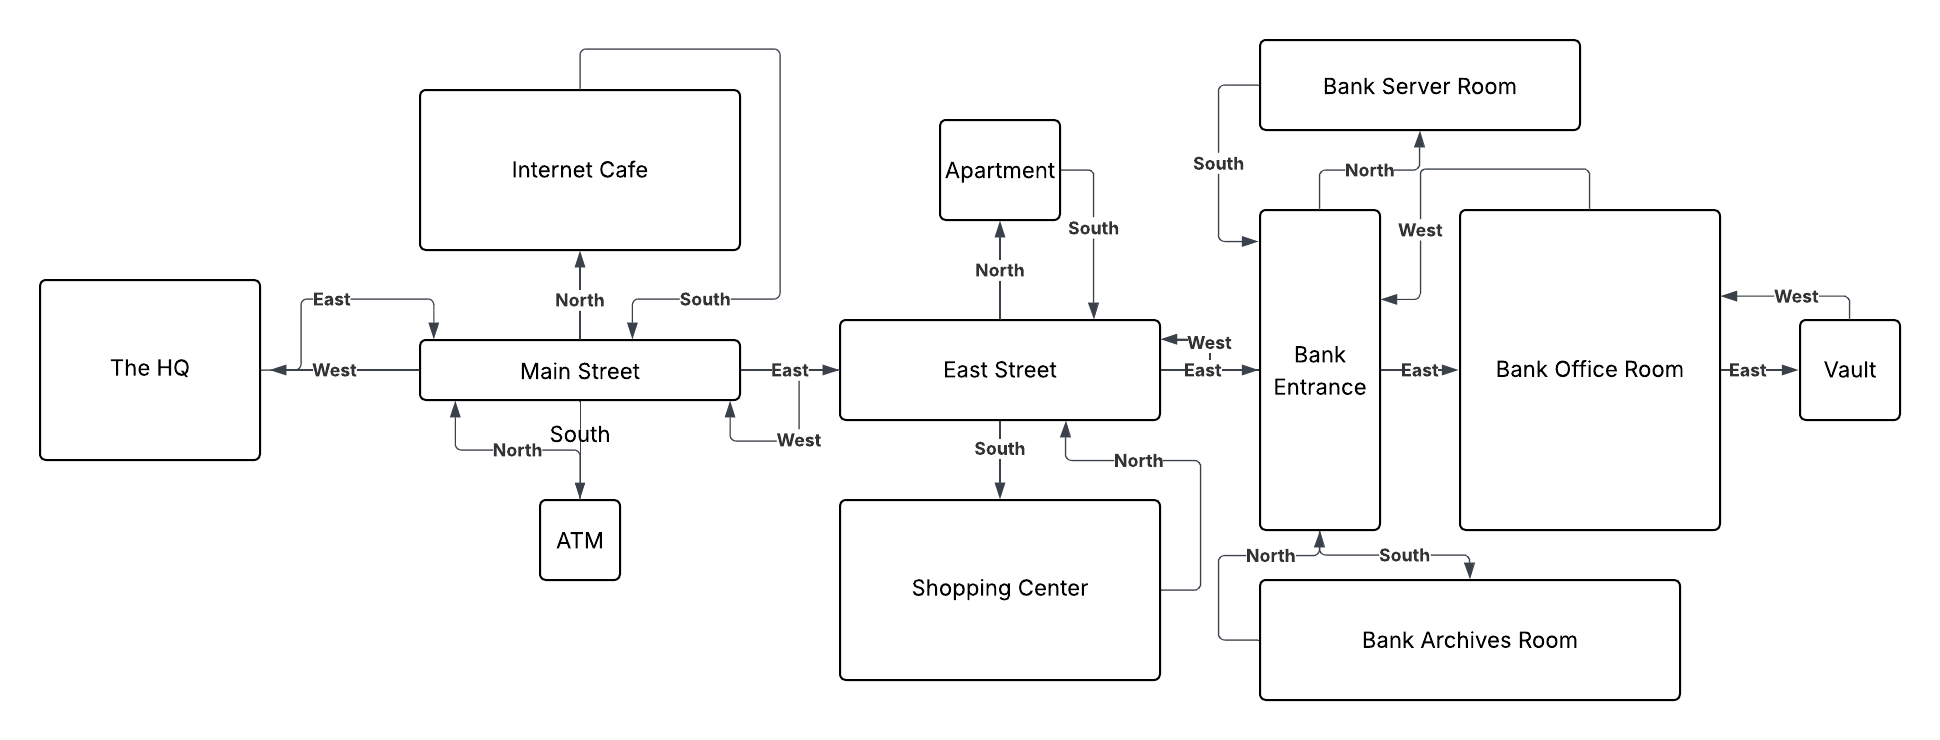 Bank Server Room
Internet Cafe
Apartment
South
North
South
West
North
East
North
South
West
The HQ
West
Main Street
East
East Street
West
East
Bank
Entrance
East
Bank Office Room
East
Vault
South
North
West
South
North
North
South
ATM
Shopping Center
Bank Archives Room